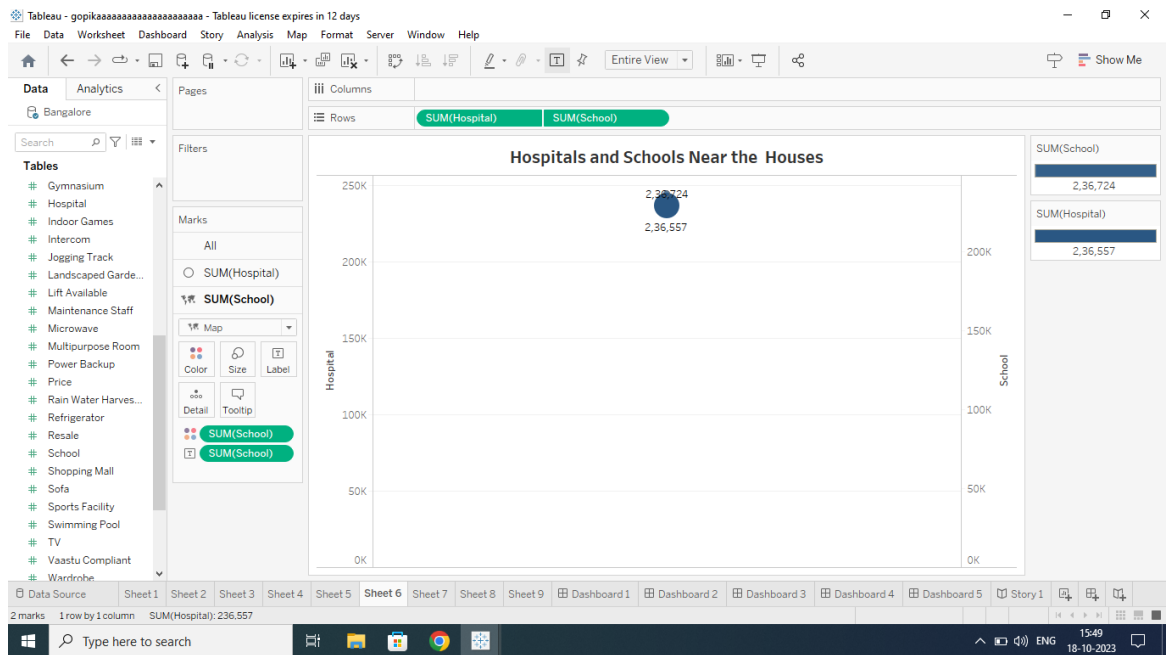 Tableau - gopikaaaaaaaaaaaaaaaaaaaaa - Tableau license expires in 12 days
File Data Worksheet Dashboard Story Analysis Map Format Server Window Help
Entire View
Show Me
Data Analytics
Bangalore
Search
Tables
Gymnasium
Hospital
Indoor Games
Intercom
Jogging Track
Landscaped Garde...
Lift Available
Maintenance Staff
Microwave
Multipurpose Room
Power Backup
Price
Rain Water Harves...
Refrigerator
Resale
School
Shopping Mall
Sofa
Sports Facility
Swimming Pool
TV
Vaastu Compliant
Wardrobe
Pages
Filters
Marks
All
SUM(Hospital)
SUM(School)
Map
Color Size Label
Detail Tooltip
SUM(School)
SUM(School)
Columns
Rows SUM(Hospital) SUM(School)
Hospitals and Schools Near the Houses
250K
200K
150K
100K
50K
0K
Hospital
2,36,724
2,36,557
200K
150K
100K
50K
0K
School
SUM(School)
2,36,724
SUM(Hospital)
2,36,557
Data Source Sheet 1 Sheet 2 Sheet 3 Sheet 4 Sheet 5 Sheet 6 Sheet 7 Sheet 8 Sheet 9 Dashboard 1 Dashboard 2 Dashboard 3 Dashboard 4 Dashboard 5 Story 1
2 marks 1 row by 1 column SUM(Hospital): 236,557
Type here to search
ENG
15:49
18-10-2023